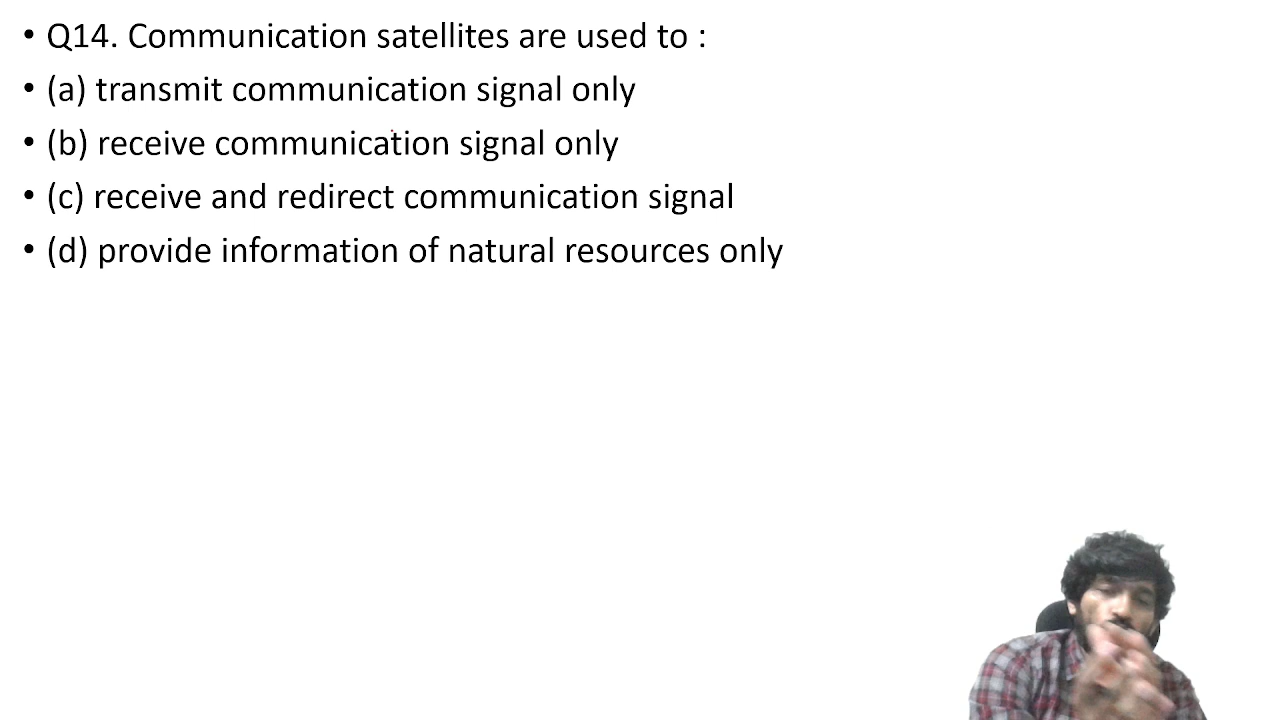 • Q14. Communication satellites are used to :
• (a) transmit communication signal only
• (b) receive communication signal only
• (c) receive and redirect communication signal
• (d) provide information of natural resources only